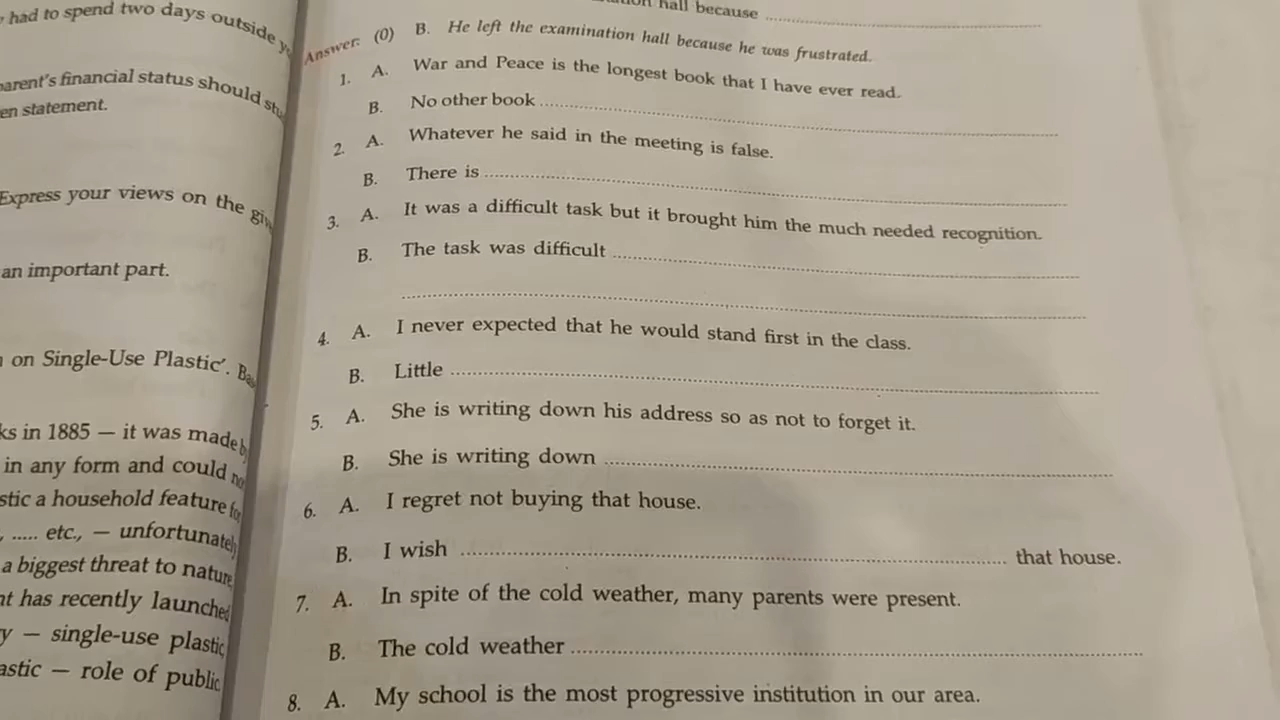 had to spend two days outside
parent's financial status should
en statement.
Express your views on the
an important part.
on Single-Use Plastic'.
ks in 1885 — it was made by
in any form and could
stic a household feature for
, ..... etc., — unfortunately
a biggest threat to nature
nt has recently launched
y — single-use plastic
astic — role of public
hall because ..........
Answer: (0) B. He left the examination hall because he was frustrated.
1. A. War and Peace is the longest book that I have ever read.
B. No other book ..........
2. A. Whatever he said in the meeting is false.
B. There is ..........
3. A. It was a difficult task but it brought him the much needed recognition.
B. The task was difficult ..........
..........
4. A. I never expected that he would stand first in the class.
B. Little ..........
5. A. She is writing down his address so as not to forget it.
B. She is writing down ..........
6. A. I regret not buying that house.
B. I wish .......... that house.
7. A. In spite of the cold weather, many parents were present.
B. The cold weather ..........
8. A. My school is the most progressive institution in our area.